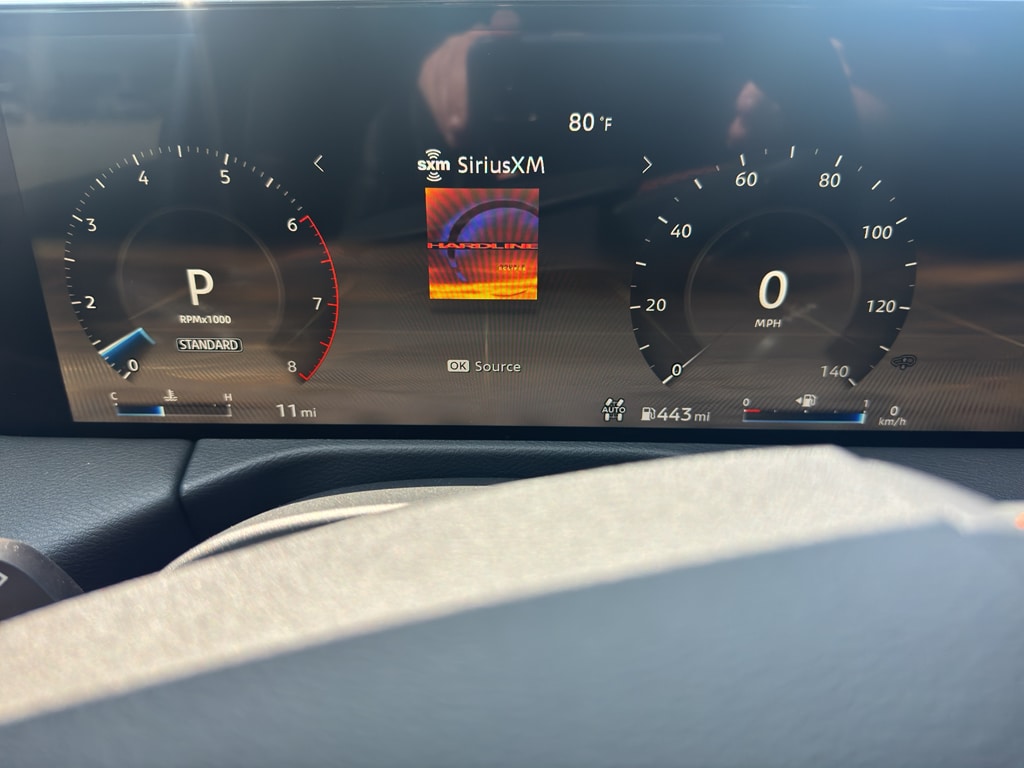 80 °F
sxm SiriusXM
HARDLINE
ECLIPSE
OK Source
0
2
3
4
5
6
7
8
P
RPMx1000
STANDARD
C H
11 mi
0
20
40
60
80
100
120
140
0
MPH
AUTO
443 mi
0 1
0
km/h